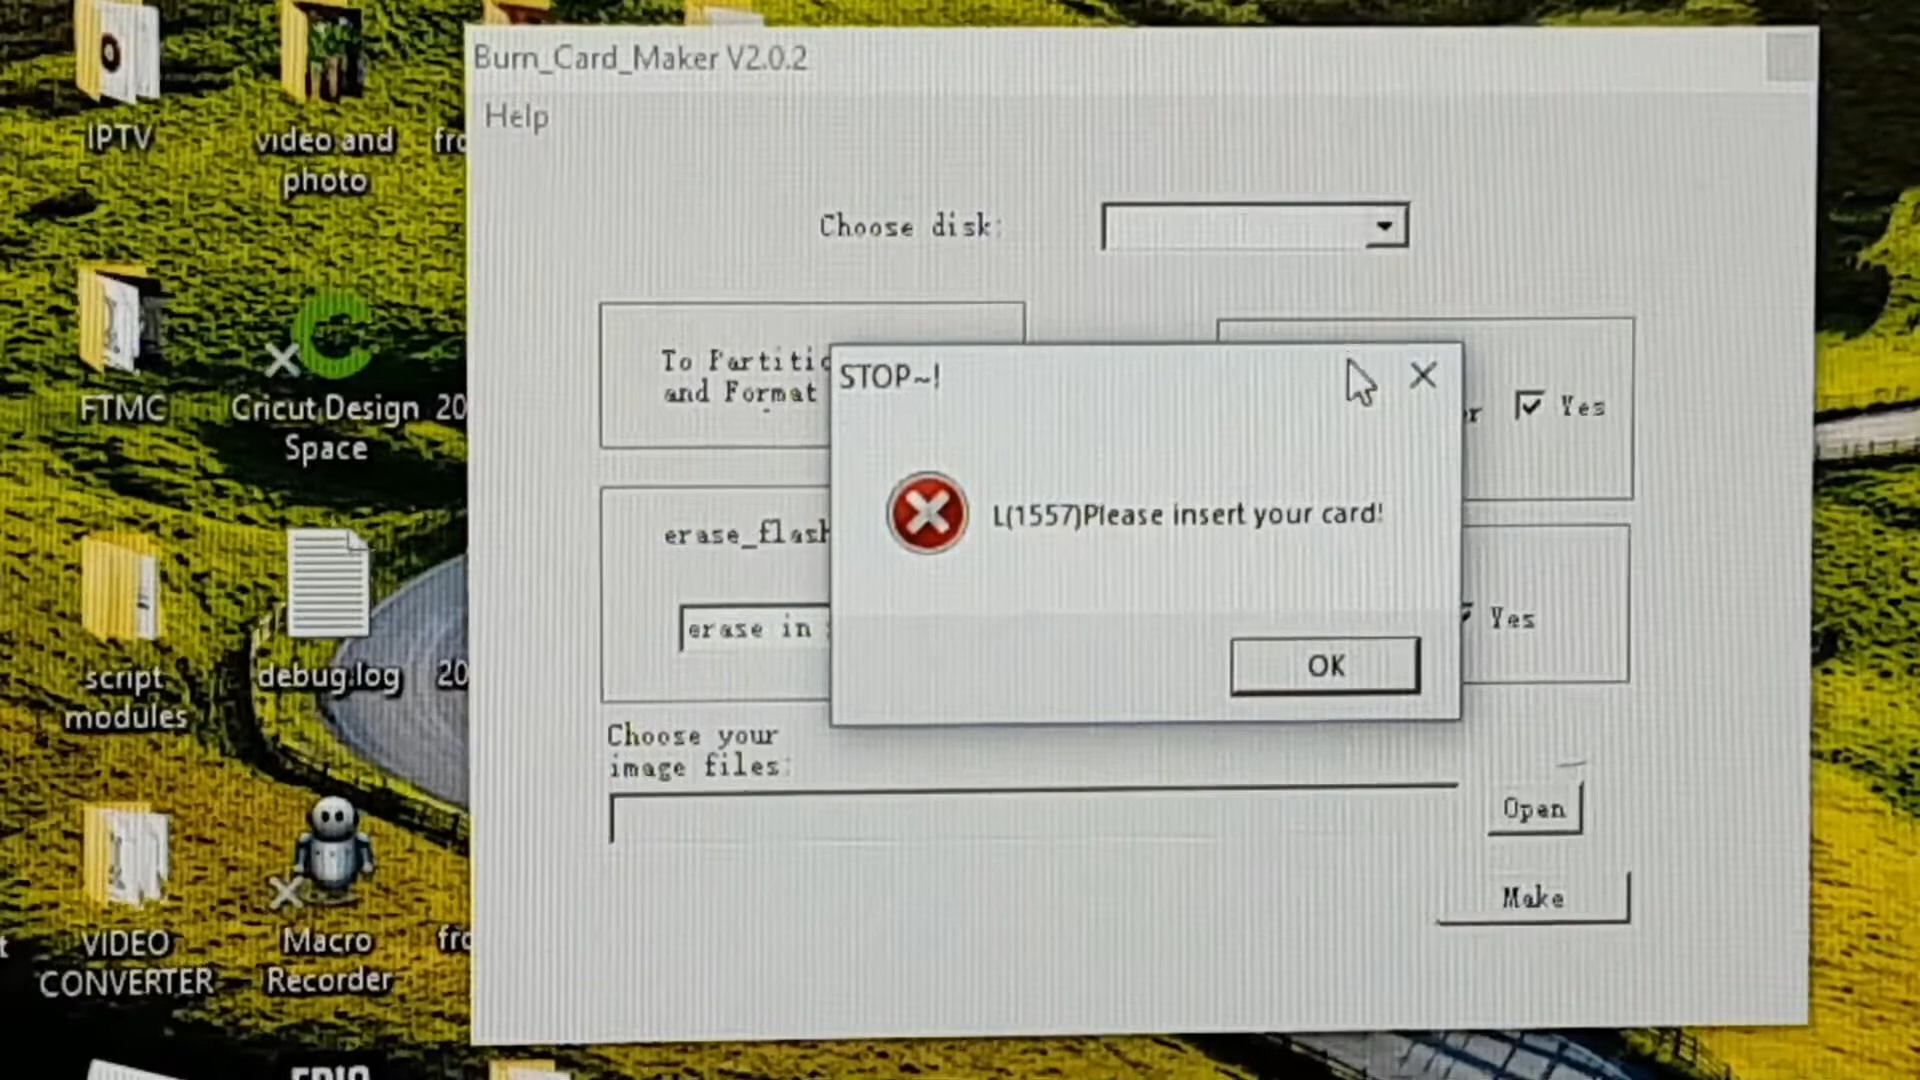 Burn_Card_Maker V2.0.2
Help
Choose disk:
To
and Format
Yes
erase_flash
erase in
Yes
STOP~!
L(1557)Please insert your card!
OK
Choose your
image files:
Open
Make
IPTV
video and
photo
FTMC
Cricut Design
Space
20
script
modules
debug.log
20
VIDEO
CONVERTER
Macro
Recorder